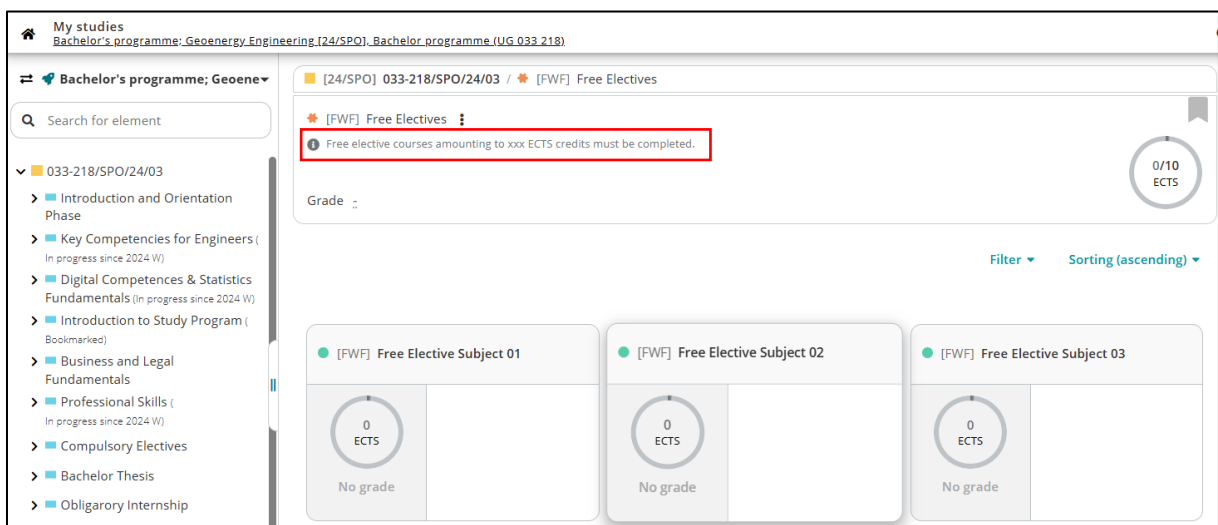 My studies
Bachelor's programme; Geoenergy Engineering [24/SPO], Bachelor programme (UG 033 218)
Bachelor's programme; Geoene
Search for element
033-218/SPO/24/03
Introduction and Orientation
Phase
Key Competencies for Engineers (
In progress since 2024 W)
Digital Competences & Statistics
Fundamentals (In progress since 2024 W)
Introduction to Study Program (
Bookmarked)
Business and Legal
Fundamentals
Professional Skills (
In progress since 2024 W)
Compulsory Electives
Bachelor Thesis
Obligarory Internship
[24/SPO] 033-218/SPO/24/03 / [FWF] Free Electives
[FWF] Free Electives
Free elective courses amounting to xxx ECTS credits must be completed.
0/10
ECTS
Grade -
Filter
Sorting (ascending)
[FWF] Free Elective Subject 01
0
ECTS
No grade
[FWF] Free Elective Subject 02
0
ECTS
No grade
[FWF] Free Elective Subject 03
0
ECTS
No grade